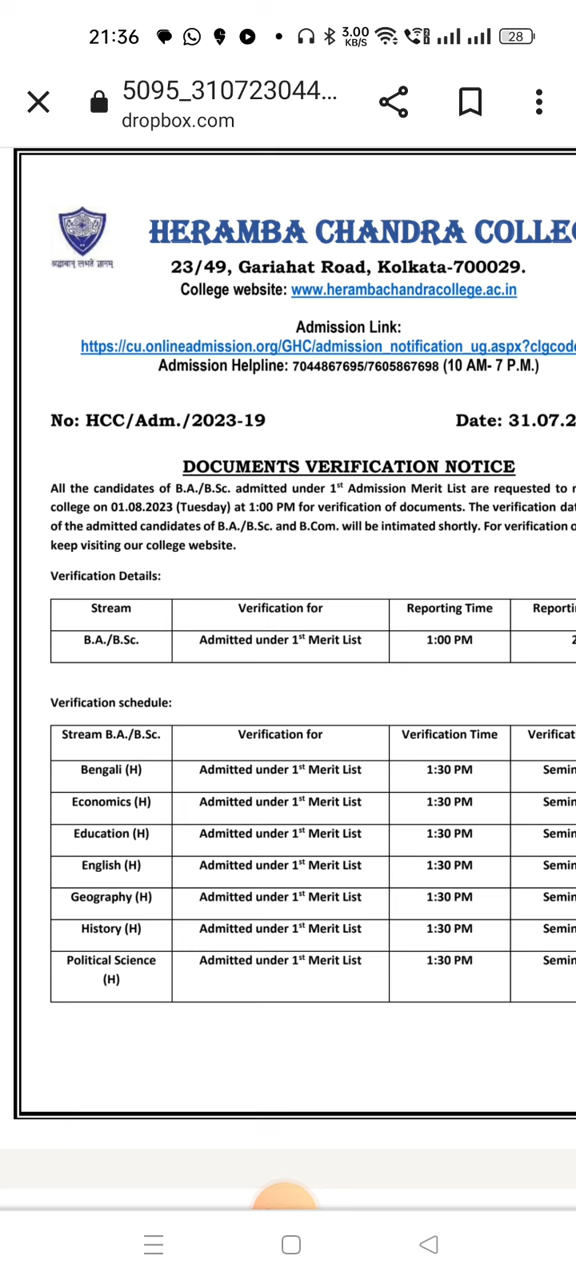 21:36 3.00 KB/S 28
5095_310723044...
dropbox.com
HERAMBA CHANDRA COLLE
श्रद्धावान् लभते ज्ञानम्
23/49, Gariahat Road, Kolkata-700029.
College website: www.herambachandracollege.ac.in
Admission Link:
https://cu.onlineadmission.org/GHC/admission_notification_ug.aspx?clgcod
Admission Helpline: 7044867695/7605867698 (10 AM- 7 P.M.)
No: HCC/Adm./2023-19 Date: 31.07.2
DOCUMENTS VERIFICATION NOTICE
All the candidates of B.A./B.Sc. admitted under 1st Admission Merit List are requested to
college on 01.08.2023 (Tuesday) at 1:00 PM for verification of documents. The verification dat
of the admitted candidates of B.A./B.Sc. and B.Com. will be intimated shortly. For verification
keep visiting our college website.
Verification Details:
Stream Verification for Reporting Time Reporti
B.A./B.Sc. Admitted under 1st Merit List 1:00 PM 2
Verification schedule:
Stream B.A./B.Sc. Verification for Verification Time Verificat
Bengali (H) Admitted under 1st Merit List 1:30 PM Semin
Economics (H) Admitted under 1st Merit List 1:30 PM Semin
Education (H) Admitted under 1st Merit List 1:30 PM Semin
English (H) Admitted under 1st Merit List 1:30 PM Semin
Geography (H) Admitted under 1st Merit List 1:30 PM Semin
History (H) Admitted under 1st Merit List 1:30 PM Semin
Political Science Admitted under 1st Merit List 1:30 PM Semin
(H)